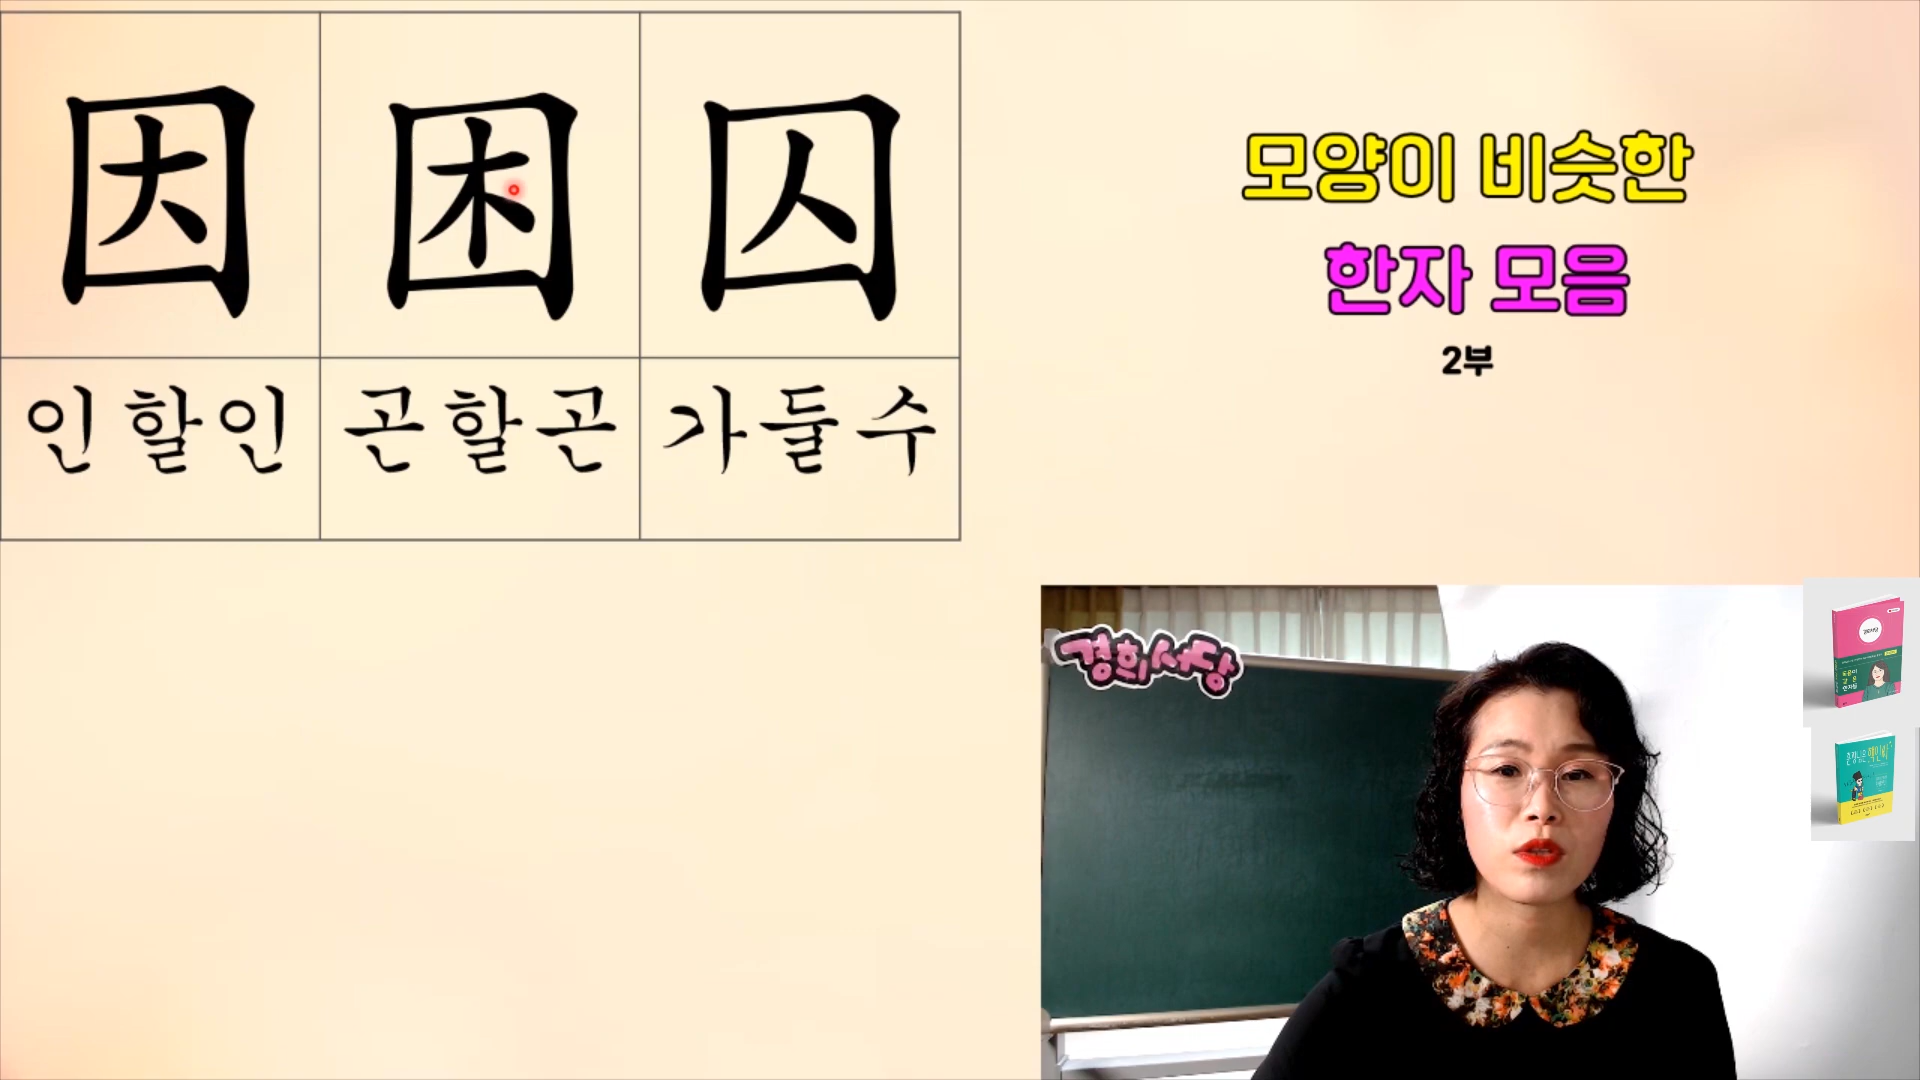 因 困 囚
인 할 인 곤 할 곤 가 둘 수
모양이 비슷한
한자 모음
2부
경희서당